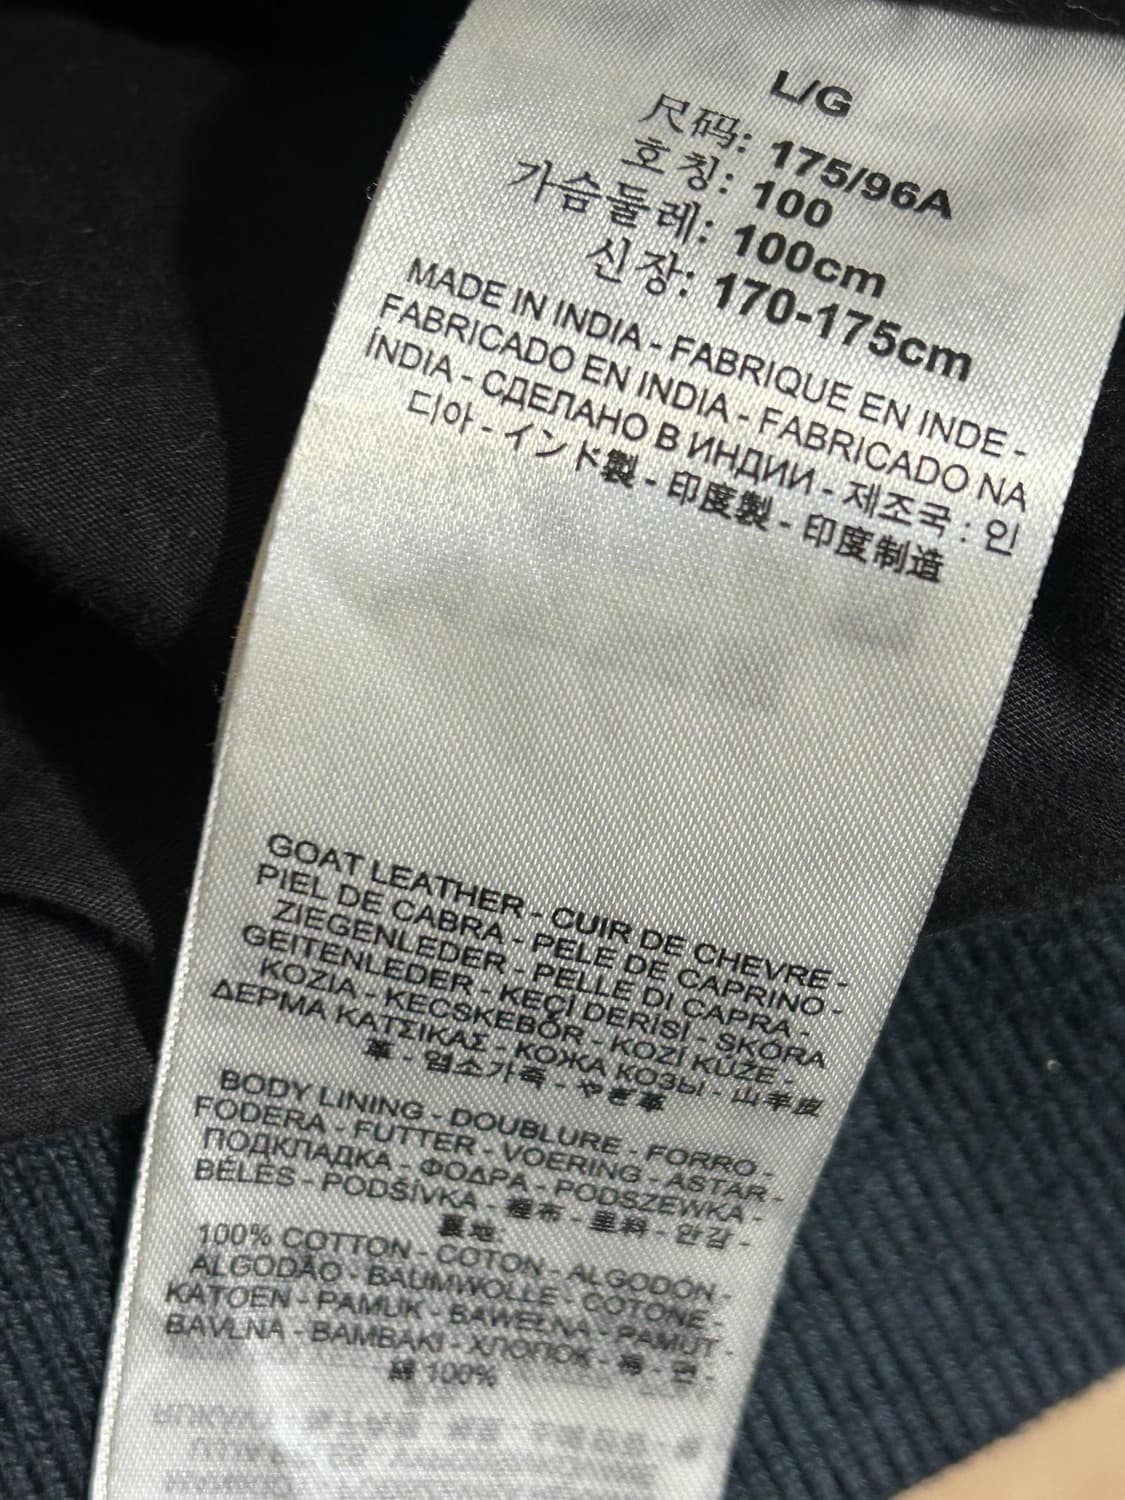 L/G
尺码: 175/96A
호칭: 100
가슴둘레: 100cm
신장: 170-175cm
MADE IN INDIA - FABRIQUE EN INDE -
FABRICADO EN INDIA - FABRICADO NA
ÍNDIA - СДЕЛАНО В ИНДИИ - 제조국 : 인
디아 - インド製 - 印度製 - 印度制造
GOAT LEATHER - CUIR DE CHEVRE -
PIEL DE CABRA - PELE DE CAPRINO -
ZIEGENLEDER - PELLE DI CAPRA -
GEITENLEDER - KEÇİ DERİSİ - SKÓRA
KOZIA - KECSKEBŐR - KOZÍ KŮŽE -
ΔΕΡΜΑ ΚΑΤΣΙΚΑΣ - КОЖА КОЗЫ - 山羊皮
革 - 염소가죽 - やぎ革
BODY LINING - DOUBLURE - FORRO -
FODERA - FUTTER - VOERING - ASTAR -
ПОДКЛАДКА - ΦΟΔΡΑ - PODSZEWKA -
BÉLÉS - PODŠÍVKA - 裡布 - 里料 - 안감 -
裏地:
100% COTTON - COTON - ALGODÓN -
ALGODÃO - BAUMWOLLE - COTONE -
KATOEN - PAMUK - BAWEŁNA - PAMUT -
BAVLNA - ΒΑΜΒΑΚΙ - ХЛОПОК - 棉 - 면 -
綿 100%